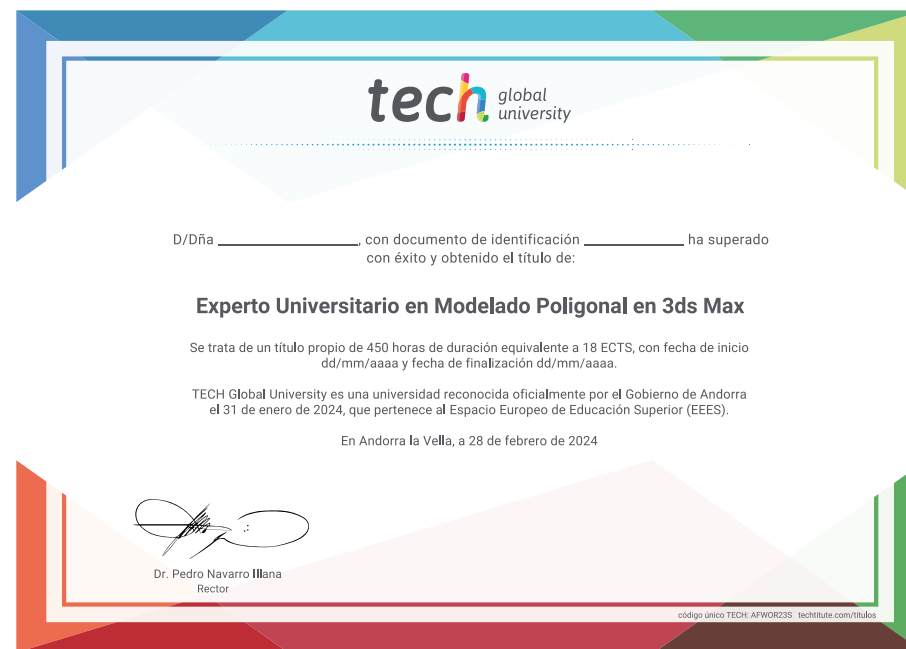 tech global university
D/Dña ____________________, con documento de identificación ______________ ha superado
con éxito y obtenido el título de:
Experto Universitario en Modelado Poligonal en 3ds Max
Se trata de un título propio de 450 horas de duración equivalente a 18 ECTS, con fecha de inicio
dd/mm/aaaa y fecha de finalización dd/mm/aaaa.
TECH Global University es una universidad reconocida oficialmente por el Gobierno de Andorra
el 31 de enero de 2024, que pertenece al Espacio Europeo de Educación Superior (EEES).
En Andorra la Vella, a 28 de febrero de 2024
Dr. Pedro Navarro Illana
Rector
código único TECH: AFWOR23S techtitute.com/titulos